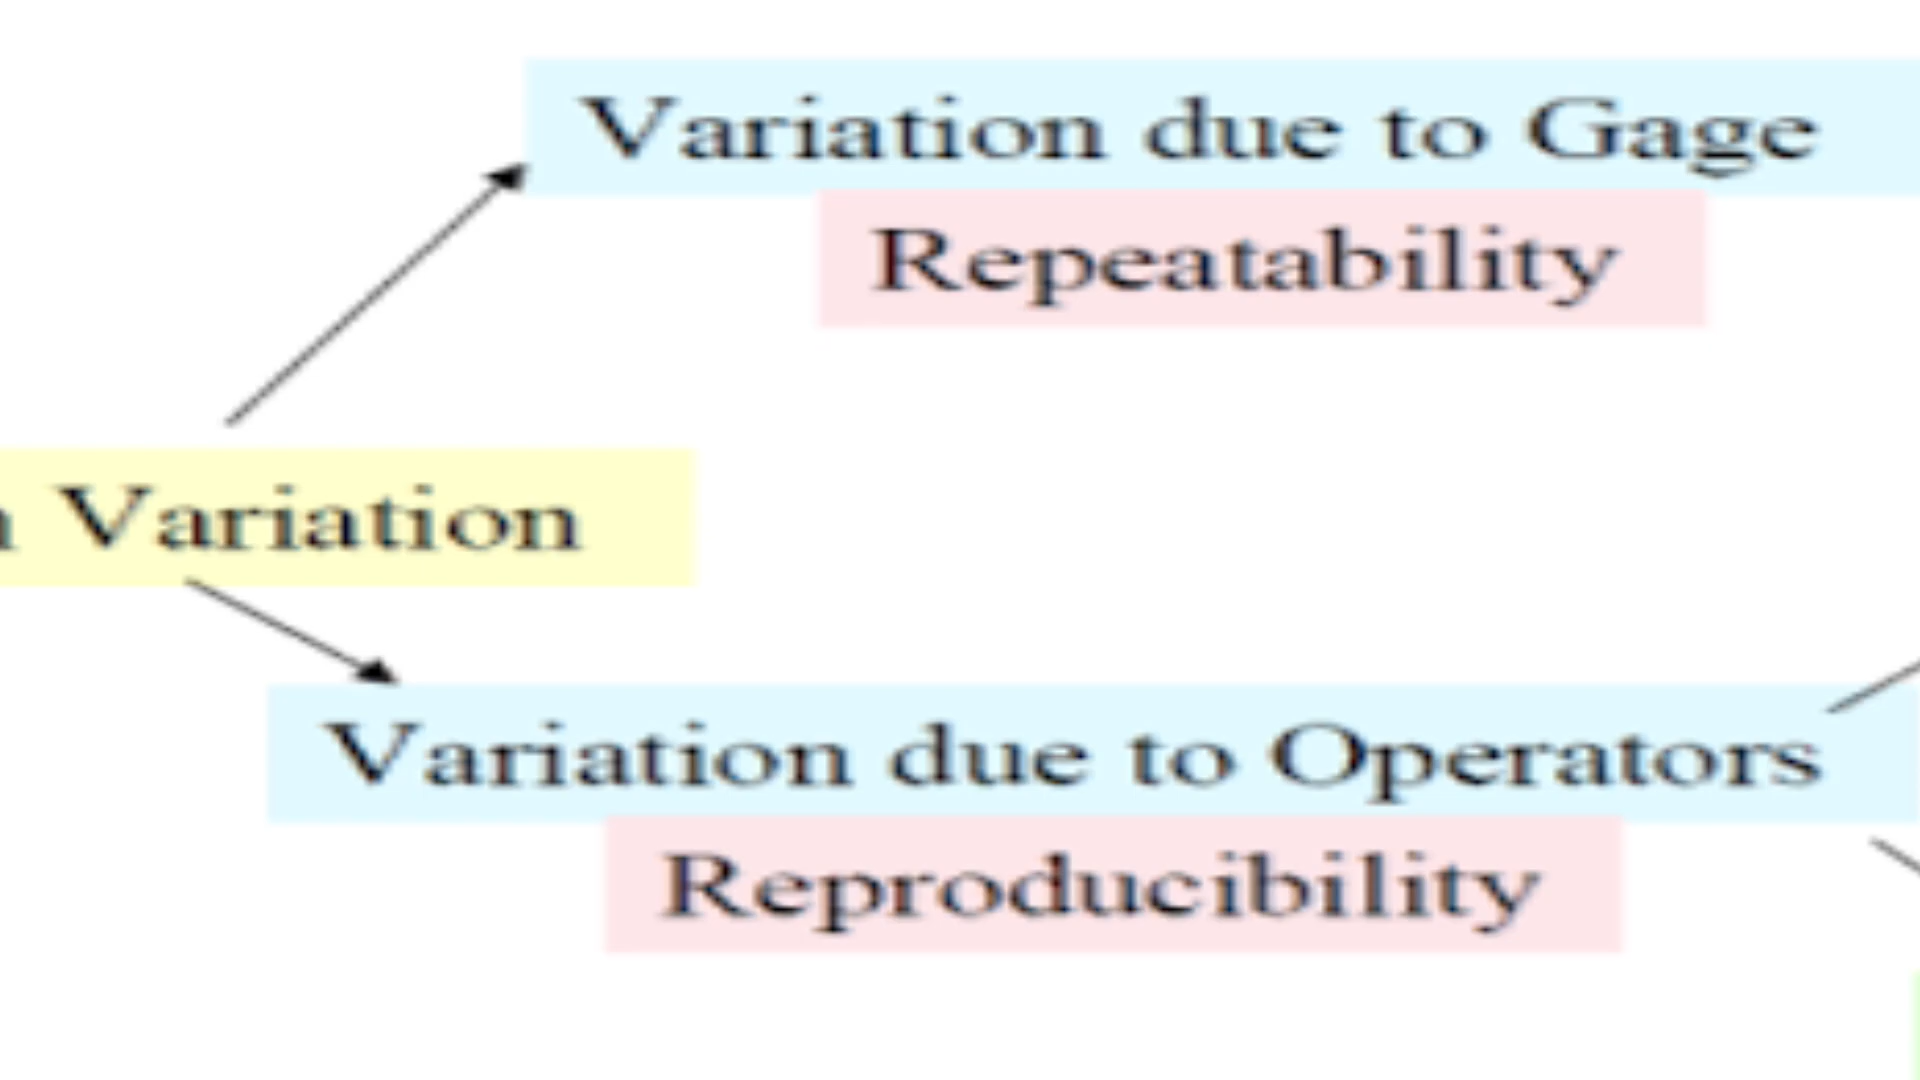 Variation due to Gage
Repeatability
Variation
Variation due to Operators
Reproducibility